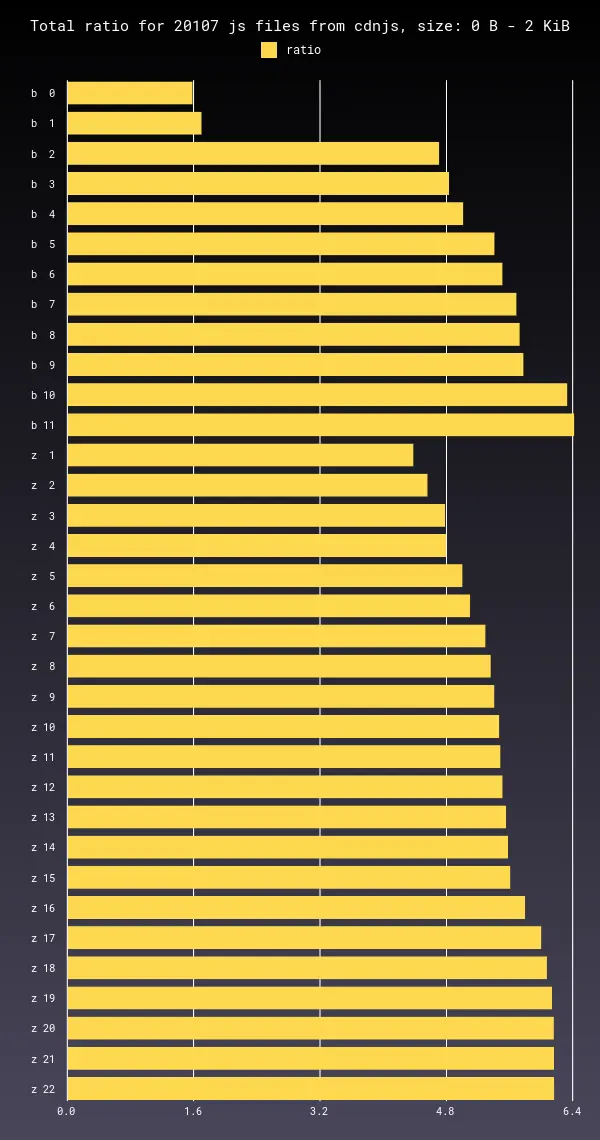 Total ratio for 20107 js files from cdnjs, size: 0 B - 2 KiB
ratio
b  0
b  1
b  2
b  3
b  4
b  5
b  6
b  7
b  8
b  9
b 10
b 11
z  1
z  2
z  3
z  4
z  5
z  6
z  7
z  8
z  9
z 10
z 11
z 12
z 13
z 14
z 15
z 16
z 17
z 18
z 19
z 20
z 21
z 22
0.0 1.6 3.2 4.8 6.4